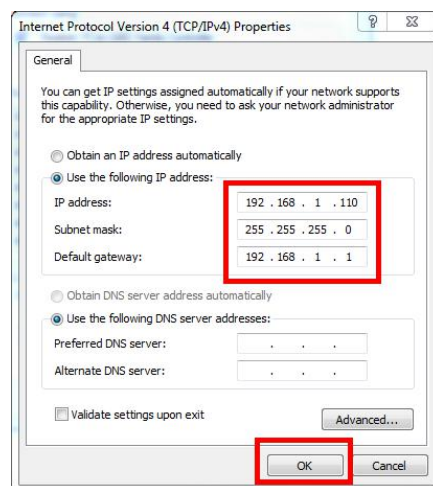 Internet Protocol Version 4 (TCP/IPv4) Properties
General
You can get IP settings assigned automatically if your network supports
this capability. Otherwise, you need to ask your network administrator
for the appropriate IP settings.
Obtain an IP address automatically
Use the following IP address:
IP address: 192 . 168 . 1 . 110
Subnet mask: 255 . 255 . 255 . 0
Default gateway: 192 . 168 . 1 . 1
Obtain DNS server address automatically
Use the following DNS server addresses:
Preferred DNS server: . . .
Alternate DNS server: . . .
Validate settings upon exit
Advanced...
OK Cancel